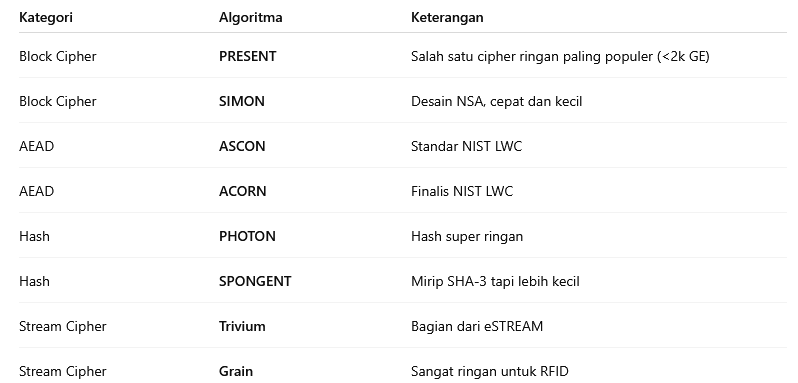 Kategori Algoritma Keterangan
Block Cipher PRESENT Salah satu cipher ringan paling populer (<2k GE)
Block Cipher SIMON Desain NSA, cepat dan kecil
AEAD ASCON Standar NIST LWC
AEAD ACORN Finalis NIST LWC
Hash PHOTON Hash super ringan
Hash SPONGENT Mirip SHA-3 tapi lebih kecil
Stream Cipher Trivium Bagian dari eSTREAM
Stream Cipher Grain Sangat ringan untuk RFID